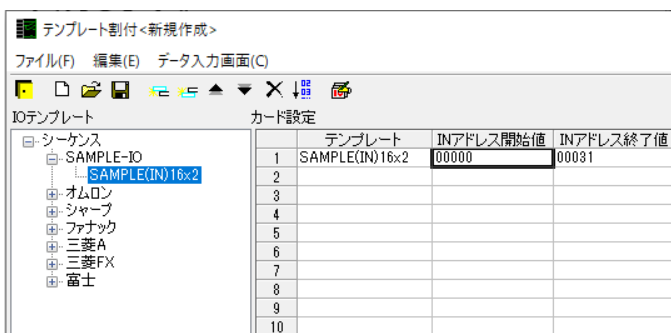 テンプレート割付<新規作成>
ファイル(F) 編集(E) データ入力画面(C)
IOテンプレート
カード設定
シーケンス
SAMPLE-IO
SAMPLE(IN)16x2
オムロン
シャープ
ファナック
三菱A
三菱FX
富士
テンプレート INアドレス開始値 INアドレス終了値
1 SAMPLE(IN)16x2 00000 00031
2
3
4
5
6
7
8
9
10